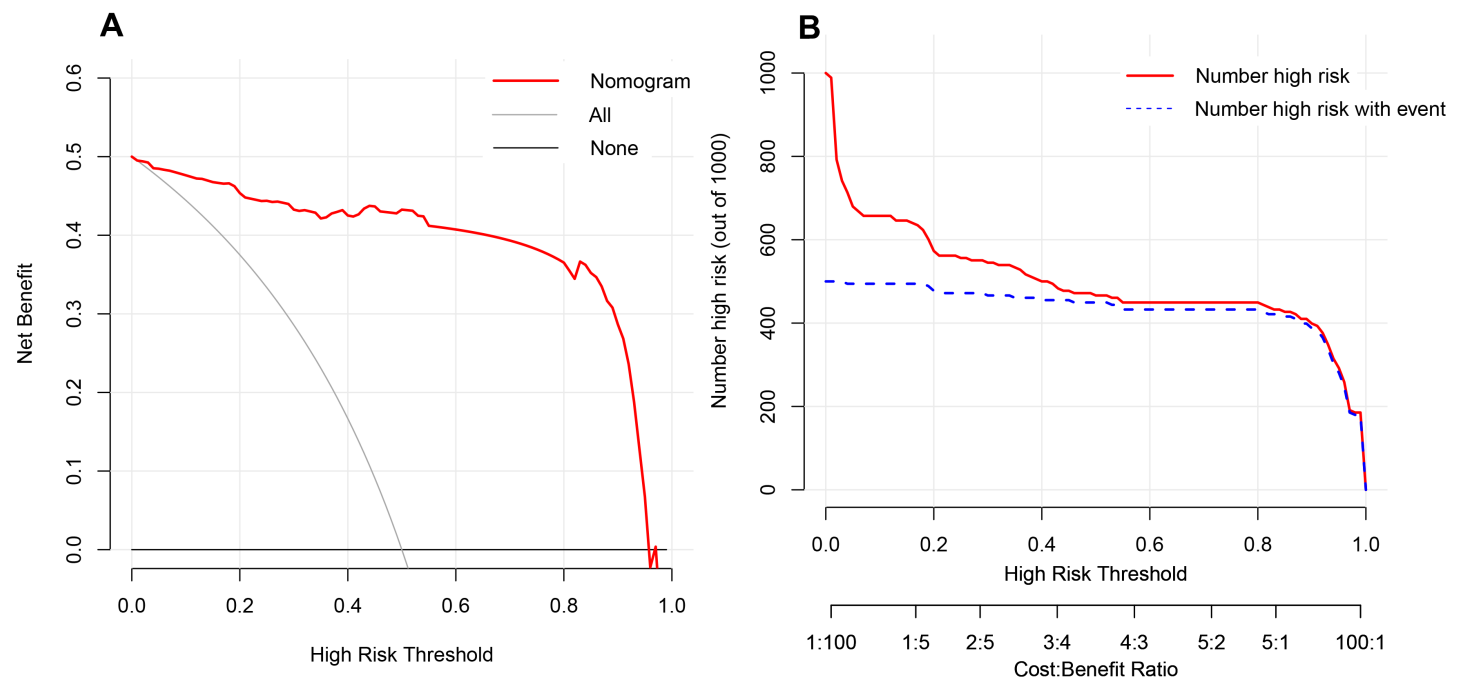 A
Net Benefit
0.6
0.5
0.4
0.3
0.2
0.1
0.0
Nomogram
All
None
0.0 0.2 0.4 0.6 0.8 1.0
High Risk Threshold
B
Number high risk (out of 1000)
1000
800
600
400
200
0
Number high risk
Number high risk with event
0.0 0.2 0.4 0.6 0.8 1.0
High Risk Threshold
1:100 1:5 2:5 3:4 4:3 5:2 5:1 100:1
Cost:Benefit Ratio